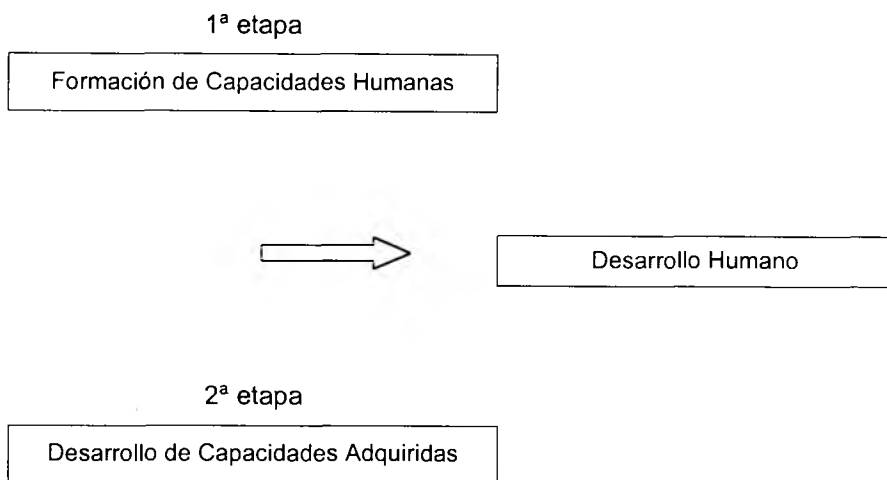 1ª etapa
Formación de Capacidades Humanas
Desarrollo Humano
2ª etapa
Desarrollo de Capacidades Adquiridas